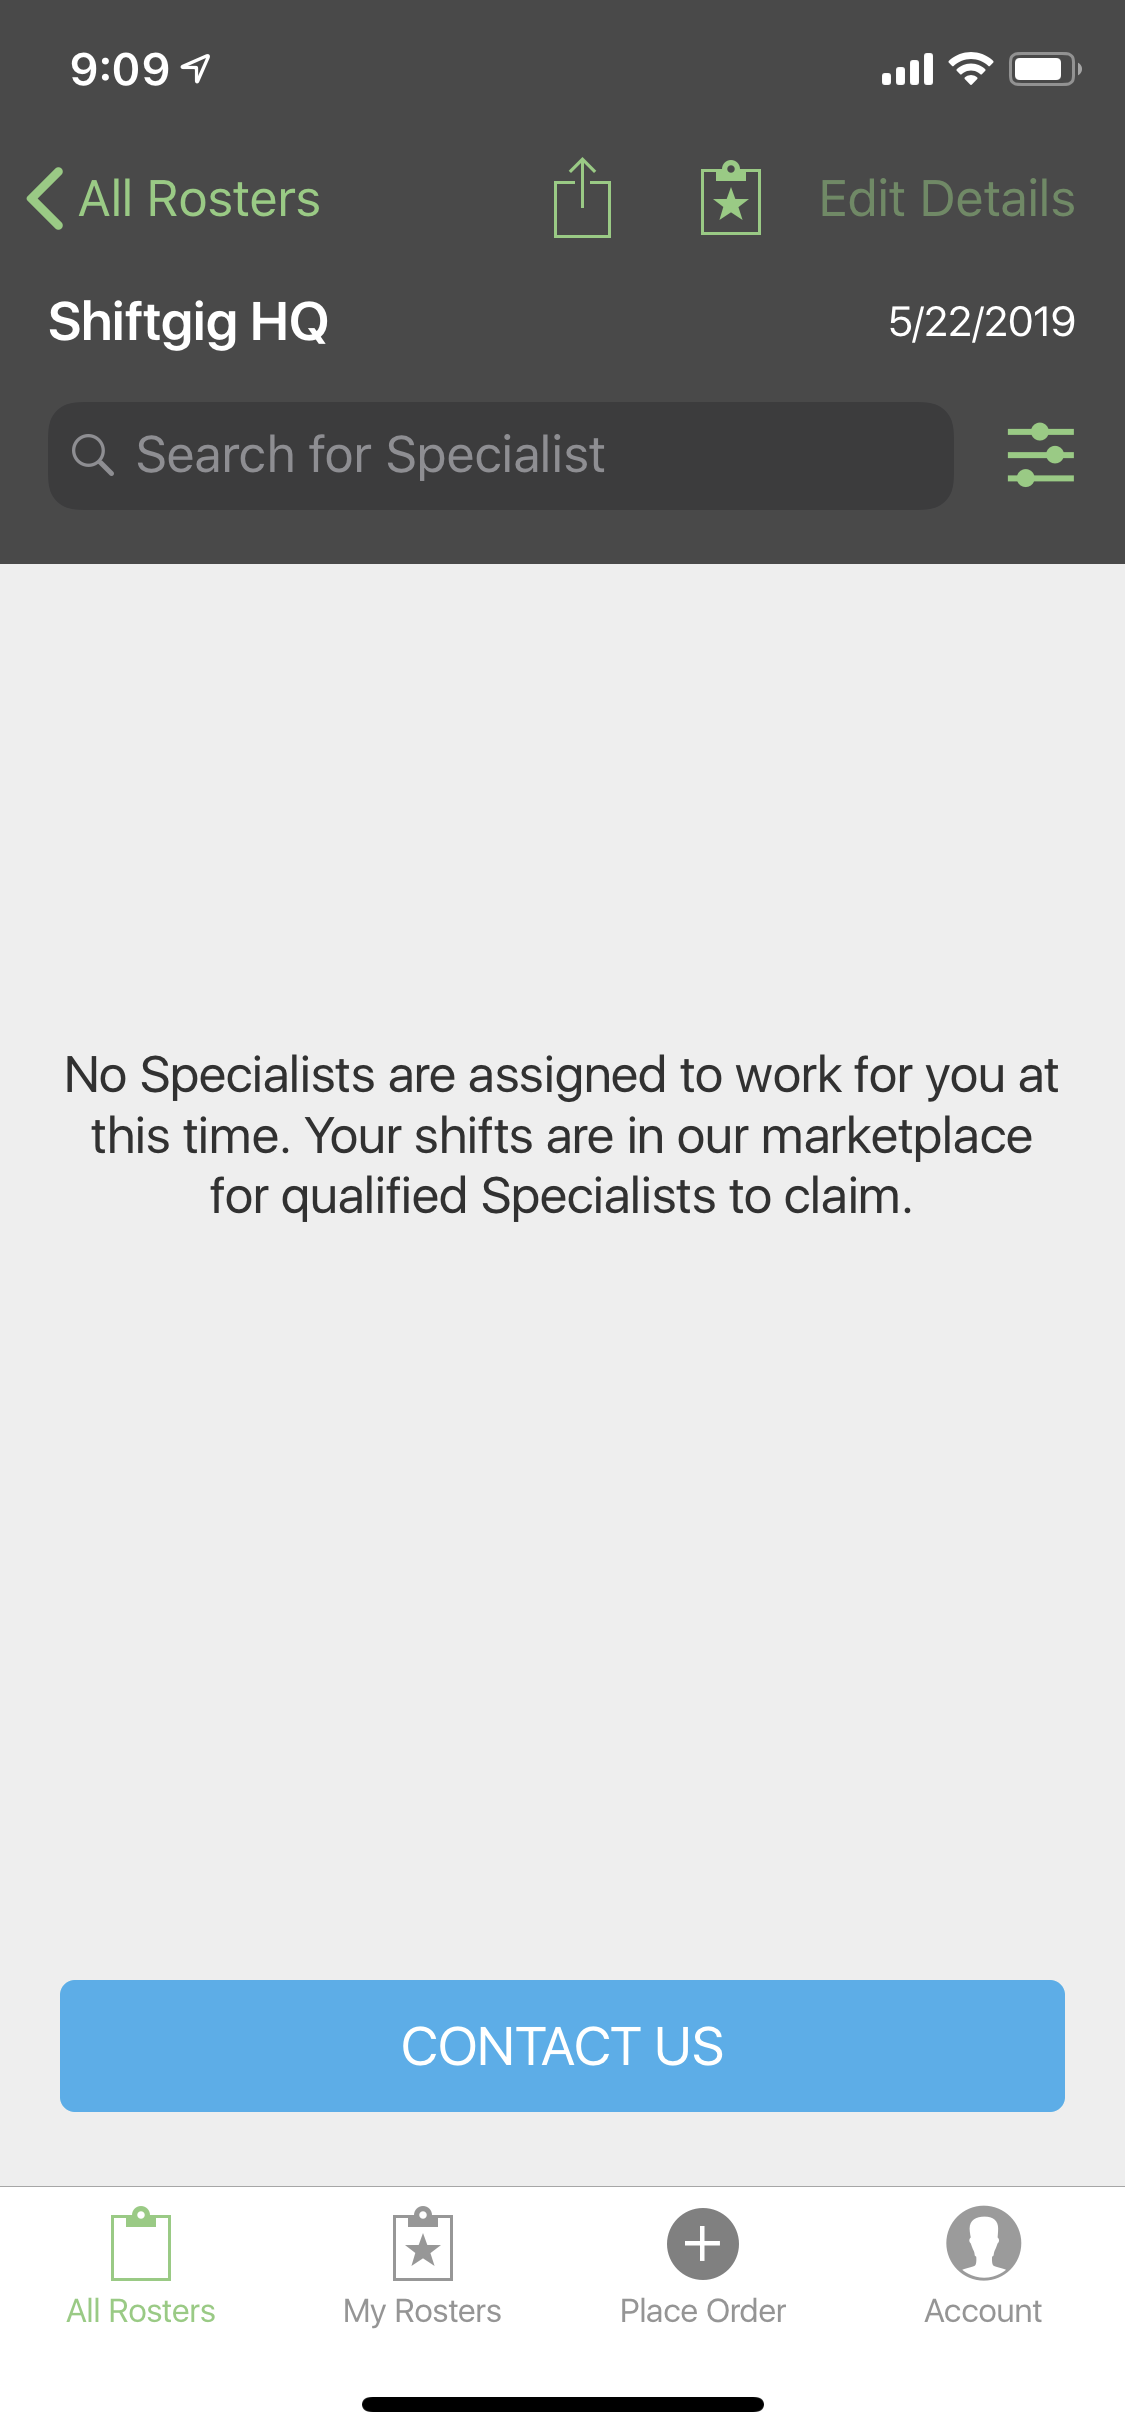 9:09
All Rosters
Edit Details
Shiftgig HQ
5/22/2019
Search for Specialist
No Specialists are assigned to work for you at
this time. Your shifts are in our marketplace
for qualified Specialists to claim.
CONTACT US
All Rosters
My Rosters
Place Order
Account